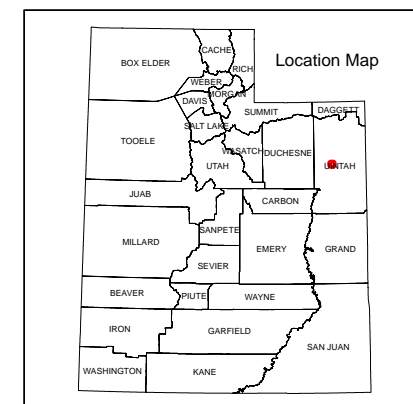 Location Map
BOX ELDER
CACHE
RICH
WEBER
MORGAN
DAVIS
SUMMIT
DAGGETT
SALT LAKE
TOOELE
WASATCH
DUCHESNE
UINTAH
UTAH
JUAB
CARBON
SANPETE
MILLARD
EMERY
GRAND
SEVIER
BEAVER
PIUTE
WAYNE
IRON
GARFIELD
SAN JUAN
WASHINGTON
KANE